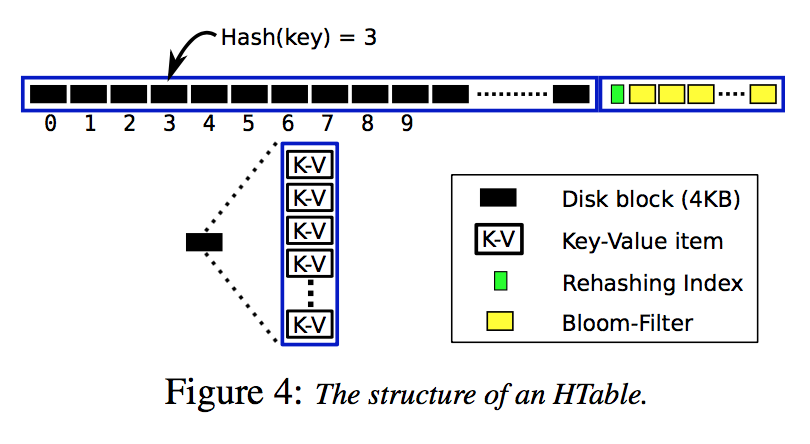 Hash(key) = 3
0 1 2 3 4 5 6 7 8 9
K-V
K-V
K-V
K-V
K-V
Disk block (4KB)
K-V Key-Value item
Rehashing Index
Bloom-Filter
Figure 4: The structure of an HTable.